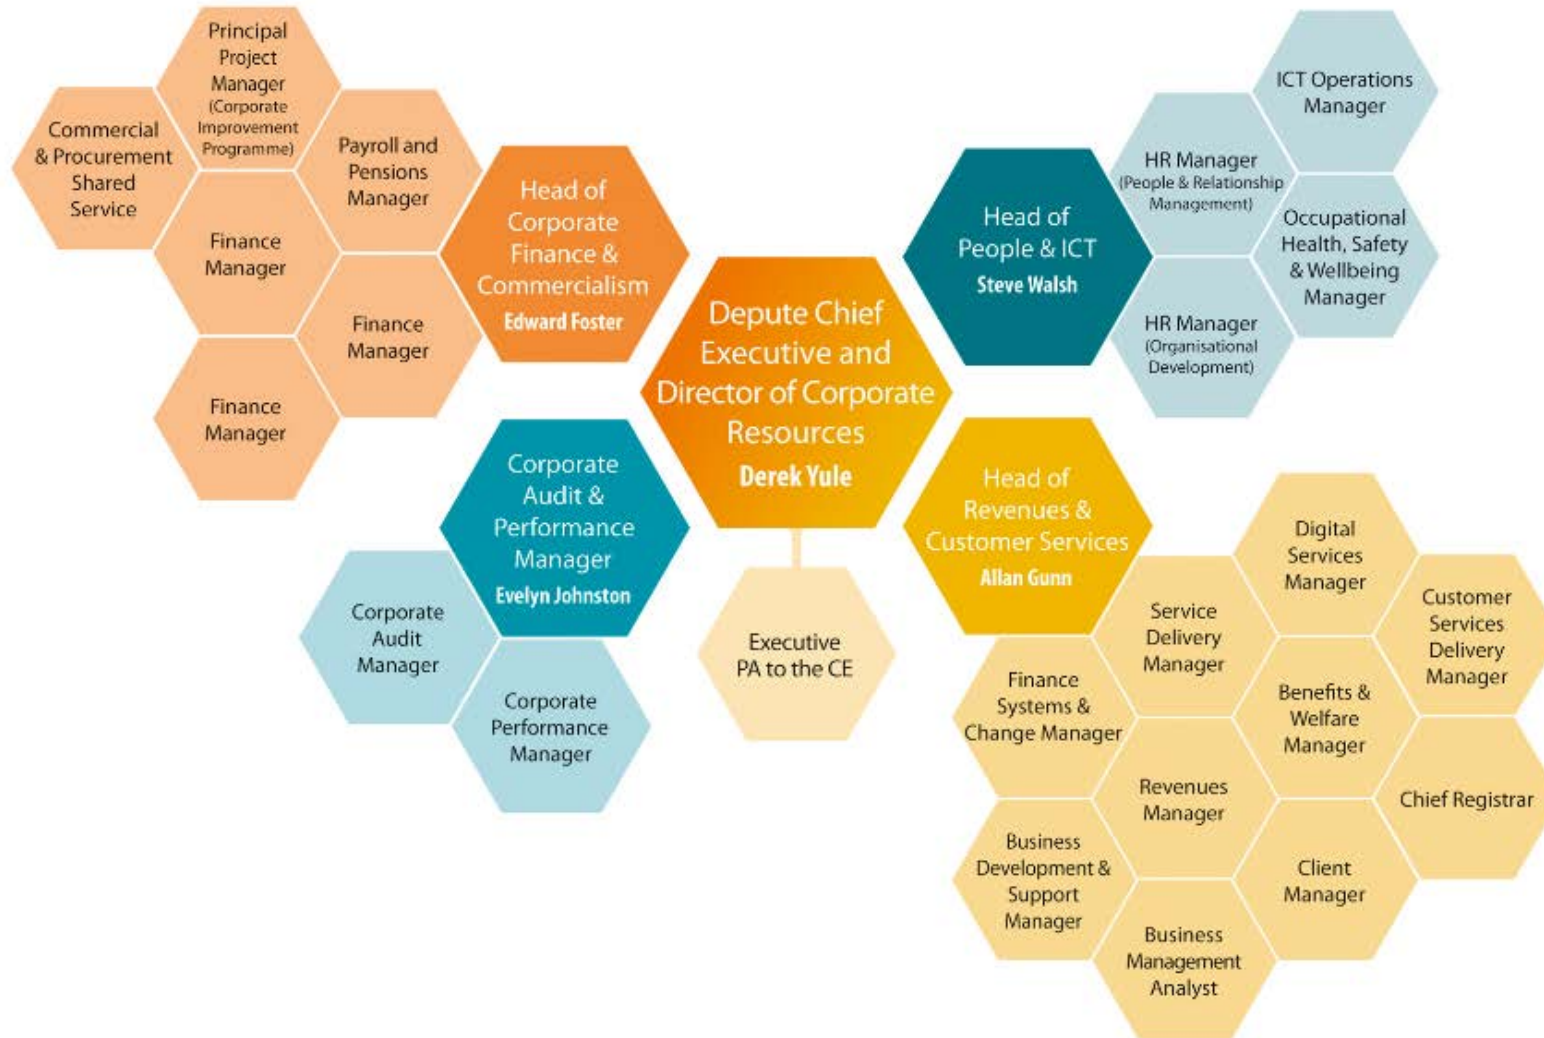 Principal
Project
Manager
(Corporate
Improvement
Programme)
Commercial
& Procurement
Shared
Service
Payroll and
Pensions
Manager
Finance
Manager
Finance
Manager
Finance
Manager
Head of
Corporate
Finance &
Commercialism
Edward Foster
Depute Chief
Executive and
Director of Corporate
Resources
Derek Yule
Head of
People & ICT
Steve Walsh
ICT Operations
Manager
HR Manager
(People & Relationship
Management)
Occupational
Health, Safety
& Wellbeing
Manager
HR Manager
(Organisational
Development)
Corporate
Audit &
Performance
Manager
Evelyn Johnston
Corporate
Audit
Manager
Corporate
Performance
Manager
Executive
PA to the CE
Head of
Revenues &
Customer Services
Allan Gunn
Digital
Services
Manager
Service
Delivery
Manager
Customer
Services
Delivery
Manager
Finance
Systems &
Change Manager
Benefits &
Welfare
Manager
Revenues
Manager
Chief Registrar
Business
Development &
Support
Manager
Client
Manager
Business
Management
Analyst